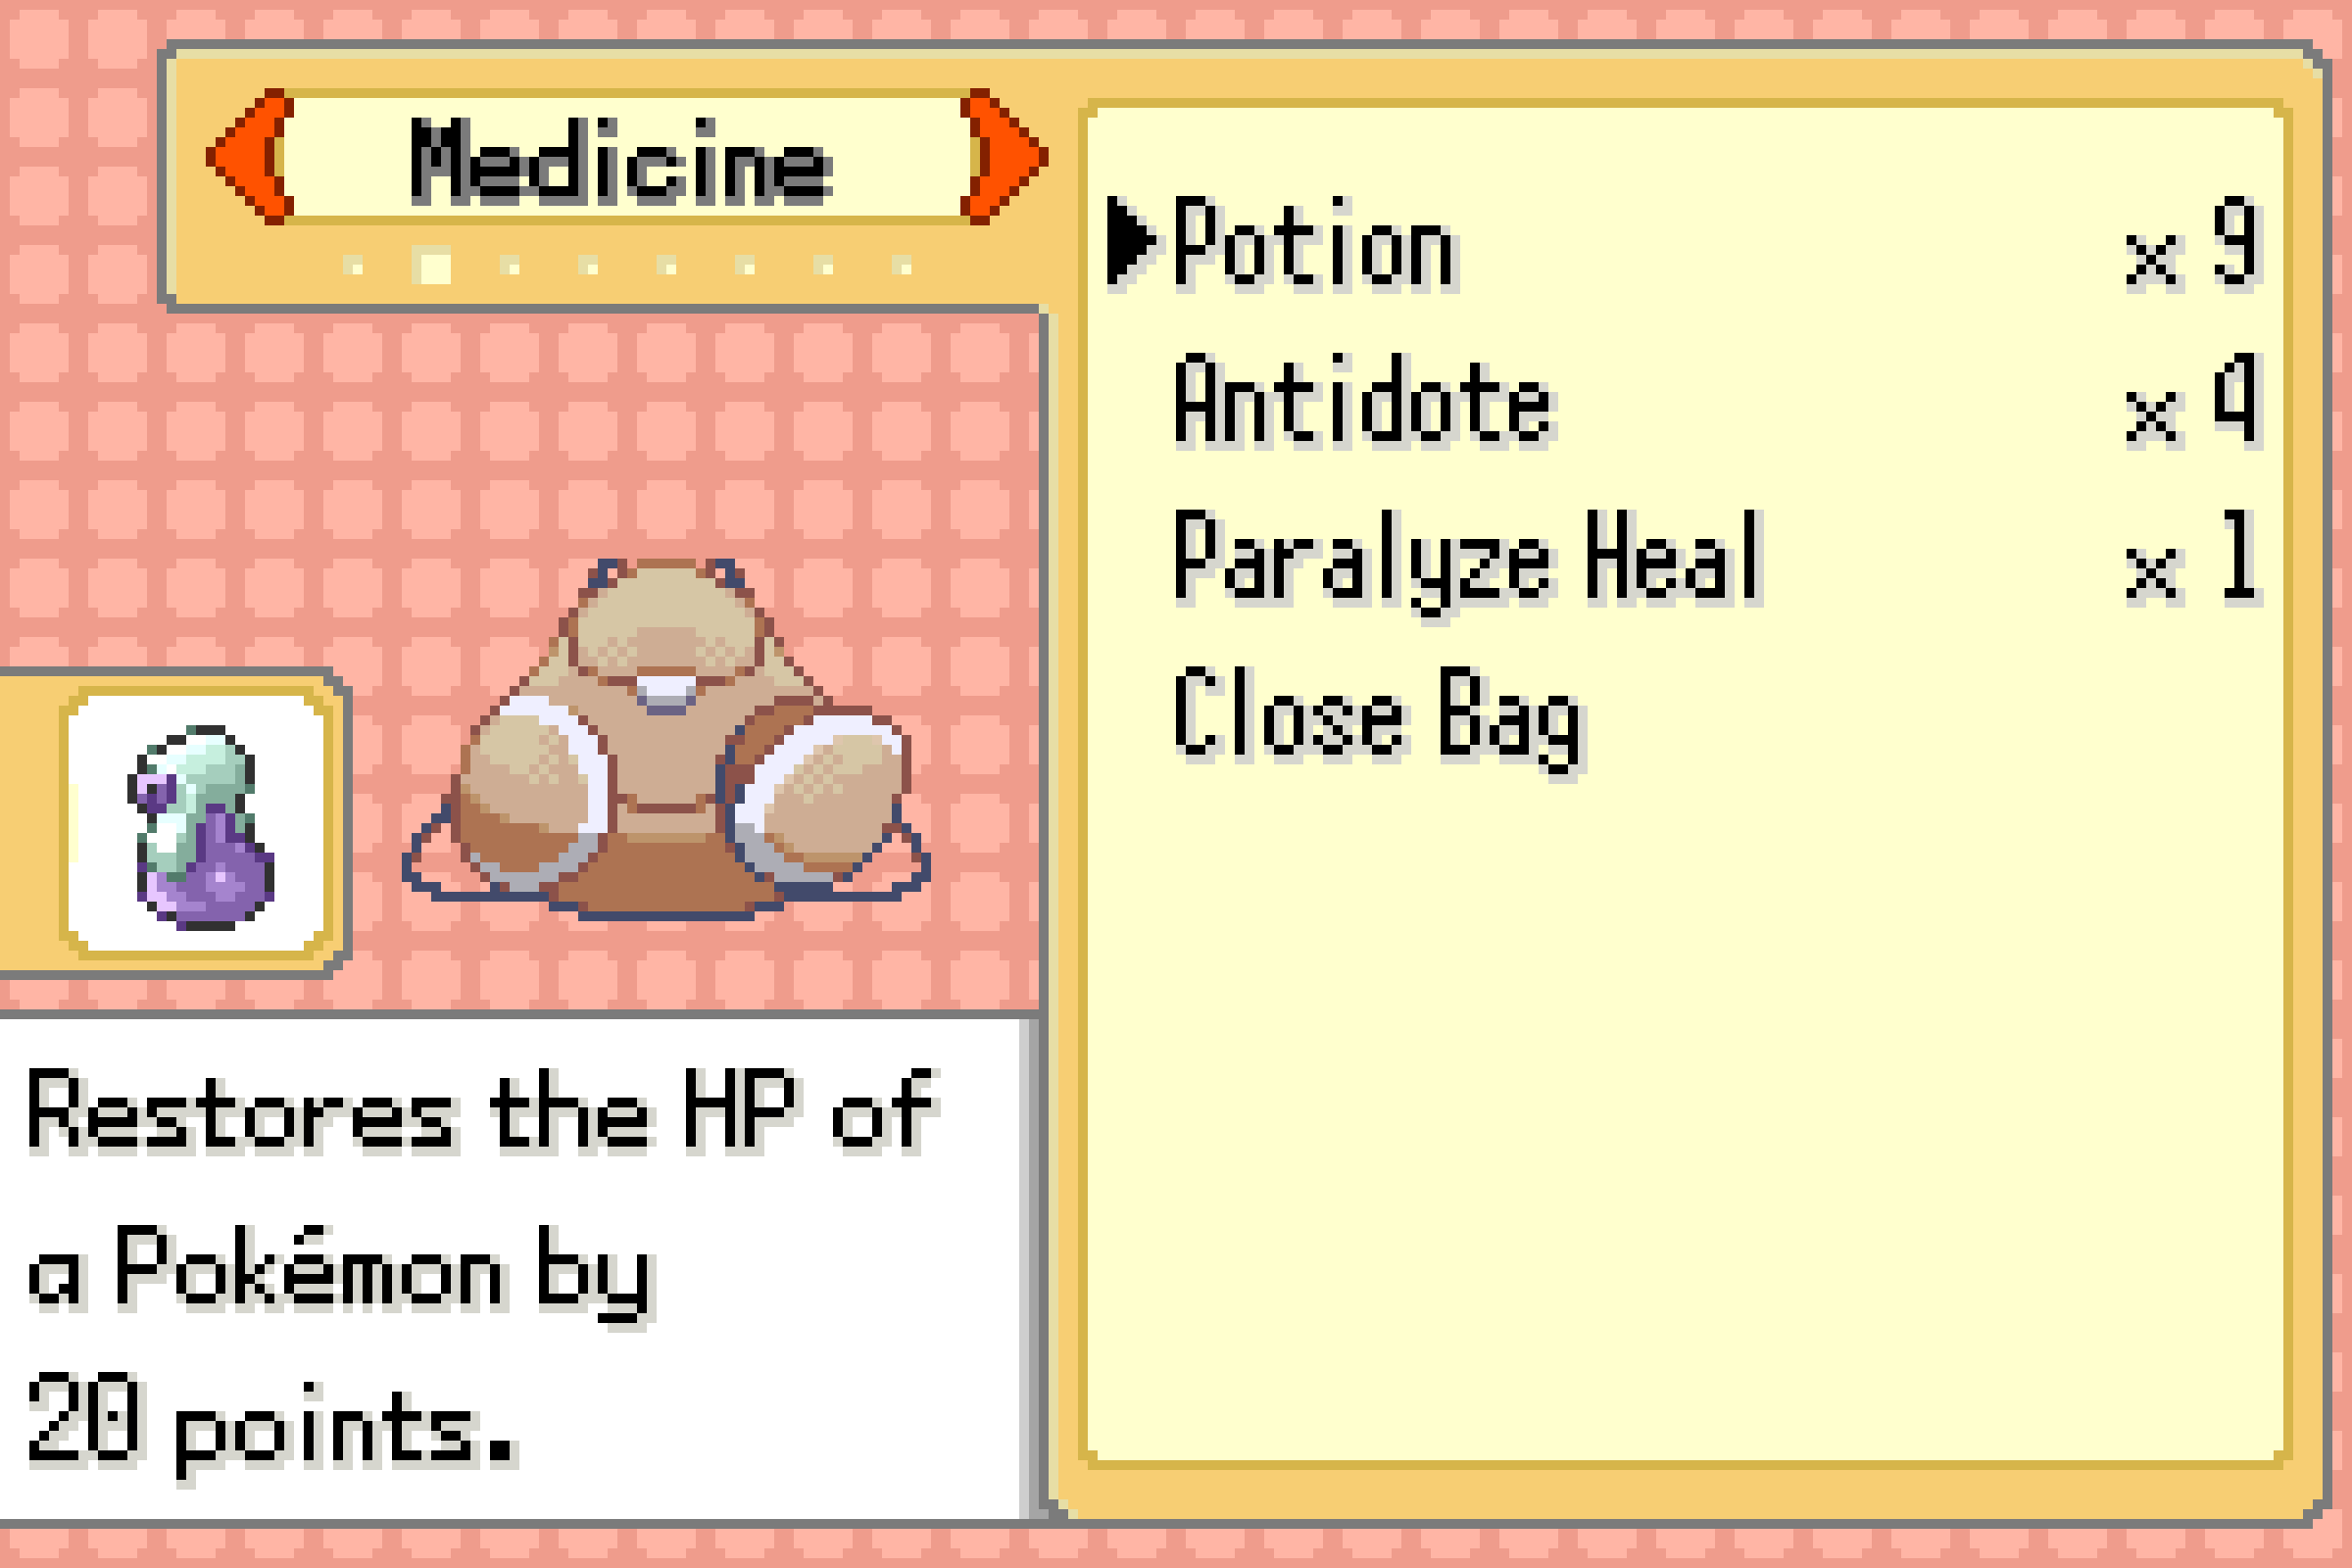 Medicine
Potion x 9
Antidote x 4
Paralyze Heal x 1
Close Bag
Restores the HP of
a Pokémon by
20 points.